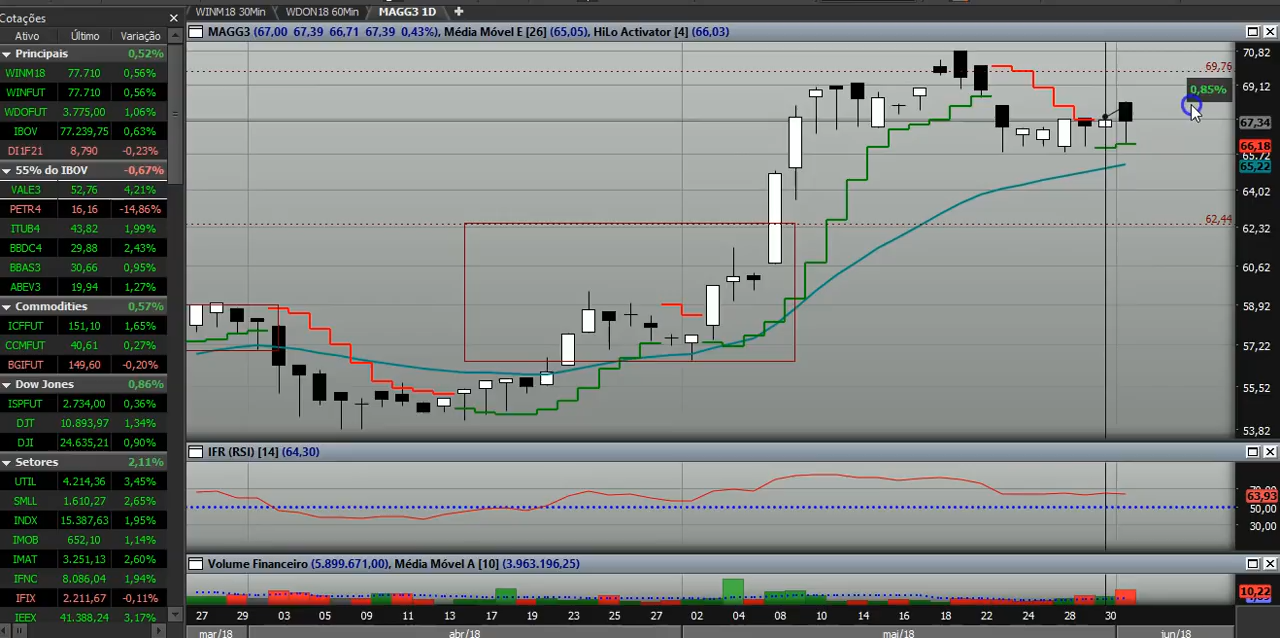 Cotações
Ativo Último Variação
Principais 0,52%
WINM18 77.710 0,56%
WINFUT 77.710 0,56%
WDOFUT 3.775,00 1,06%
IBOV 77.239,75 0,63%
DI1F21 8,790 -0,23%
55% do IBOV -0,67%
VALE3 52,76 4,21%
PETR4 16,16 -14,86%
ITUB4 43,82 1,99%
BBDC4 29,88 2,43%
BBAS3 30,66 0,95%
ABEV3 19,94 1,27%
Commodities 0,57%
ICFFUT 151,10 1,65%
CCMFUT 40,61 0,27%
BGIFUT 149,60 -0,20%
Dow Jones 0,86%
ISPFUT 2.734,00 0,36%
DJT 10.893,97 1,34%
DJI 24.635,21 0,90%
Setores 2,11%
UTIL 4.214,36 3,45%
SMLL 1.610,27 2,65%
INDX 15.387,63 1,95%
IMOB 652,10 1,14%
IMAT 3.251,13 2,60%
IFNC 8.086,04 1,94%
IFIX 2.211,67 -0,11%
IEEX 41.388,24 3,17%
WINM18 30Min WDON18 60Min MAGG3 1D
MAGG3 (67,00 67,39 66,71 67,39 0,43%), Média Móvel E [26] (65,05), HiLo Activator [4] (66,03)
70,82
69,76
69,12
0,85%
67,34
66,18
65,72
65,22
64,02
62,44
62,32
60,62
58,92
57,22
55,52
53,82
IFR (RSI) [14] (64,30)
63,93
50,00
30,00
Volume Financeiro (5.899.671,00), Média Móvel A [10] (3.963.196,25)
10,22
27 29 03 05 09 11 13 17 19 23 25 27 02 04 08 10 14 16 18 22 24 28 30
mar/18 abr/18 mai/18 jun/18